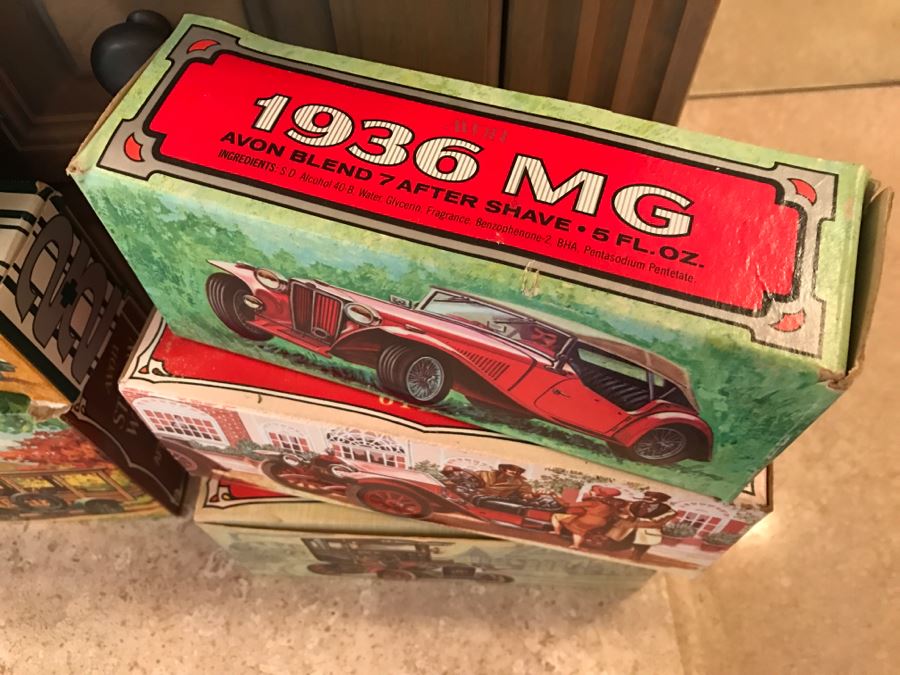 1936 MG
AVON BLEND 7 AFTER SHAVE • 5 FL. OZ.
INGREDIENTS: S.D. Alcohol 40-B, Water, Glycerin, Fragrance, Benzophenone-2, BHA, Pentasodium Pentetate.